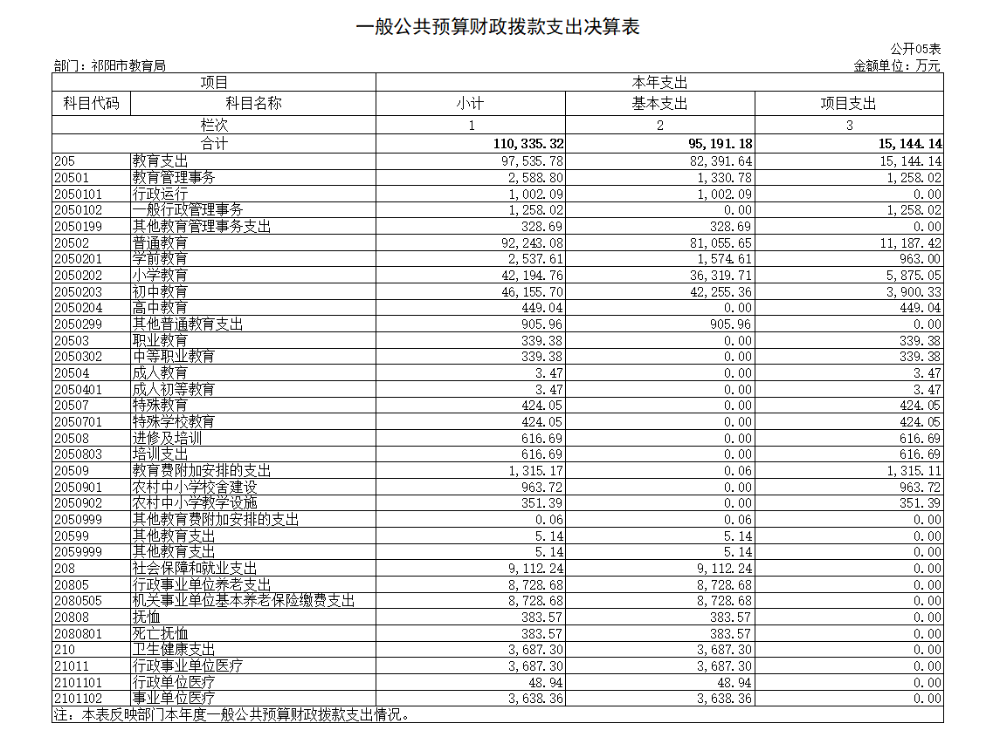 一般公共预算财政拨款支出决算表
公开05表
部门：祁阳市教育局 金额单位：万元
项目 本年支出
科目代码 科目名称 小计 基本支出 项目支出
栏次 1 2 3
合计 110,335.32 95,191.18 15,144.14
205 教育支出 97,535.78 82,391.64 15,144.14
20501 教育管理事务 2,588.80 1,330.78 1,258.02
2050101 行政运行 1,002.09 1,002.09 0.00
2050102 一般行政管理事务 1,258.02 0.00 1,258.02
2050199 其他教育管理事务支出 328.69 328.69 0.00
20502 普通教育 92,243.08 81,055.65 11,187.42
2050201 学前教育 2,537.61 1,574.61 963.00
2050202 小学教育 42,194.76 36,319.71 5,875.05
2050203 初中教育 46,155.70 42,255.36 3,900.33
2050204 高中教育 449.04 0.00 449.04
2050299 其他普通教育支出 905.96 905.96 0.00
20503 职业教育 339.38 0.00 339.38
2050302 中等职业教育 339.38 0.00 339.38
20504 成人教育 3.47 0.00 3.47
2050401 成人初等教育 3.47 0.00 3.47
20507 特殊教育 424.05 0.00 424.05
2050701 特殊学校教育 424.05 0.00 424.05
20508 进修及培训 616.69 0.00 616.69
2050803 培训支出 616.69 0.00 616.69
20509 教育费附加安排的支出 1,315.17 0.06 1,315.11
2050901 农村中小学校舍建设 963.72 0.00 963.72
2050902 农村中小学教学设施 351.39 0.00 351.39
2050999 其他教育费附加安排的支出 0.06 0.06 0.00
20599 其他教育支出 5.14 5.14 0.00
2059999 其他教育支出 5.14 5.14 0.00
208 社会保障和就业支出 9,112.24 9,112.24 0.00
20805 行政事业单位养老支出 8,728.68 8,728.68 0.00
2080505 机关事业单位基本养老保险缴费支出 8,728.68 8,728.68 0.00
20808 抚恤 383.57 383.57 0.00
2080801 死亡抚恤 383.57 383.57 0.00
210 卫生健康支出 3,687.30 3,687.30 0.00
21011 行政事业单位医疗 3,687.30 3,687.30 0.00
2101101 行政单位医疗 48.94 48.94 0.00
2101102 事业单位医疗 3,638.36 3,638.36 0.00
注：本表反映部门本年度一般公共预算财政拨款支出情况。